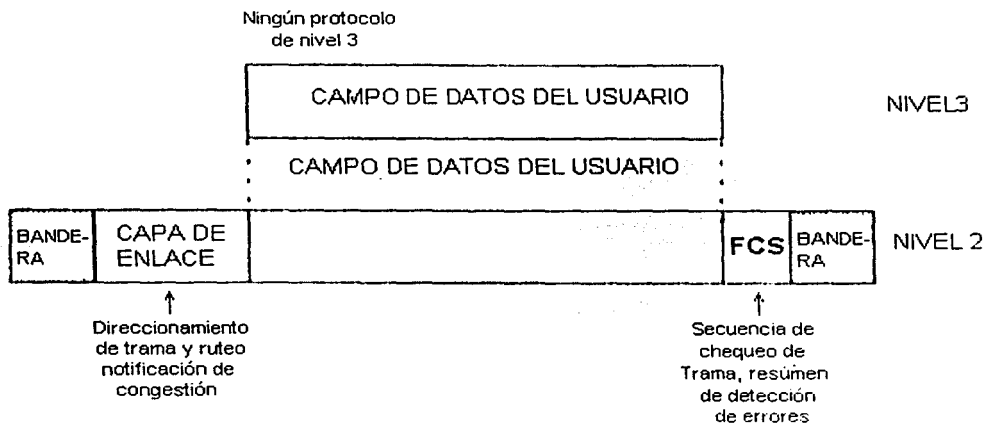 Ningún protocolo
de nivel 3
CAMPO DE DATOS DEL USUARIO
NIVEL3
CAMPO DE DATOS DEL USUARIO
BANDE-
RA
CAPA DE
ENLACE
FCS
BANDE-
RA
NIVEL 2
Direccionamiento
de trama y ruteo
notificación de
congestión
Secuencia de
chequeo de
Trama, resúmen
de detección
de errores